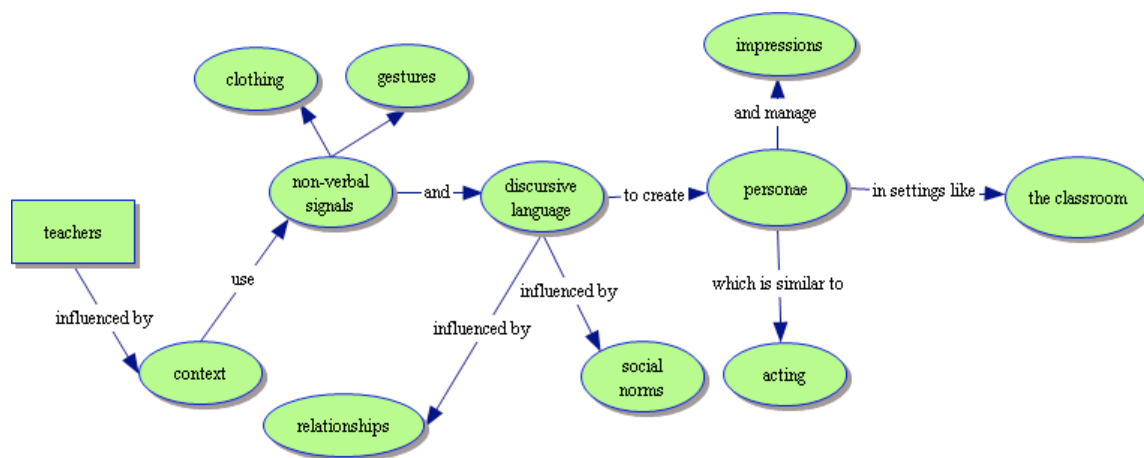 impressions
clothing
gestures
and manage
non-verbal
signals
and
discursive
language
to create
personae
in settings like
the classroom
teachers
use
which is similar to
influenced by
influenced by
influenced by
context
social
norms
acting
relationships